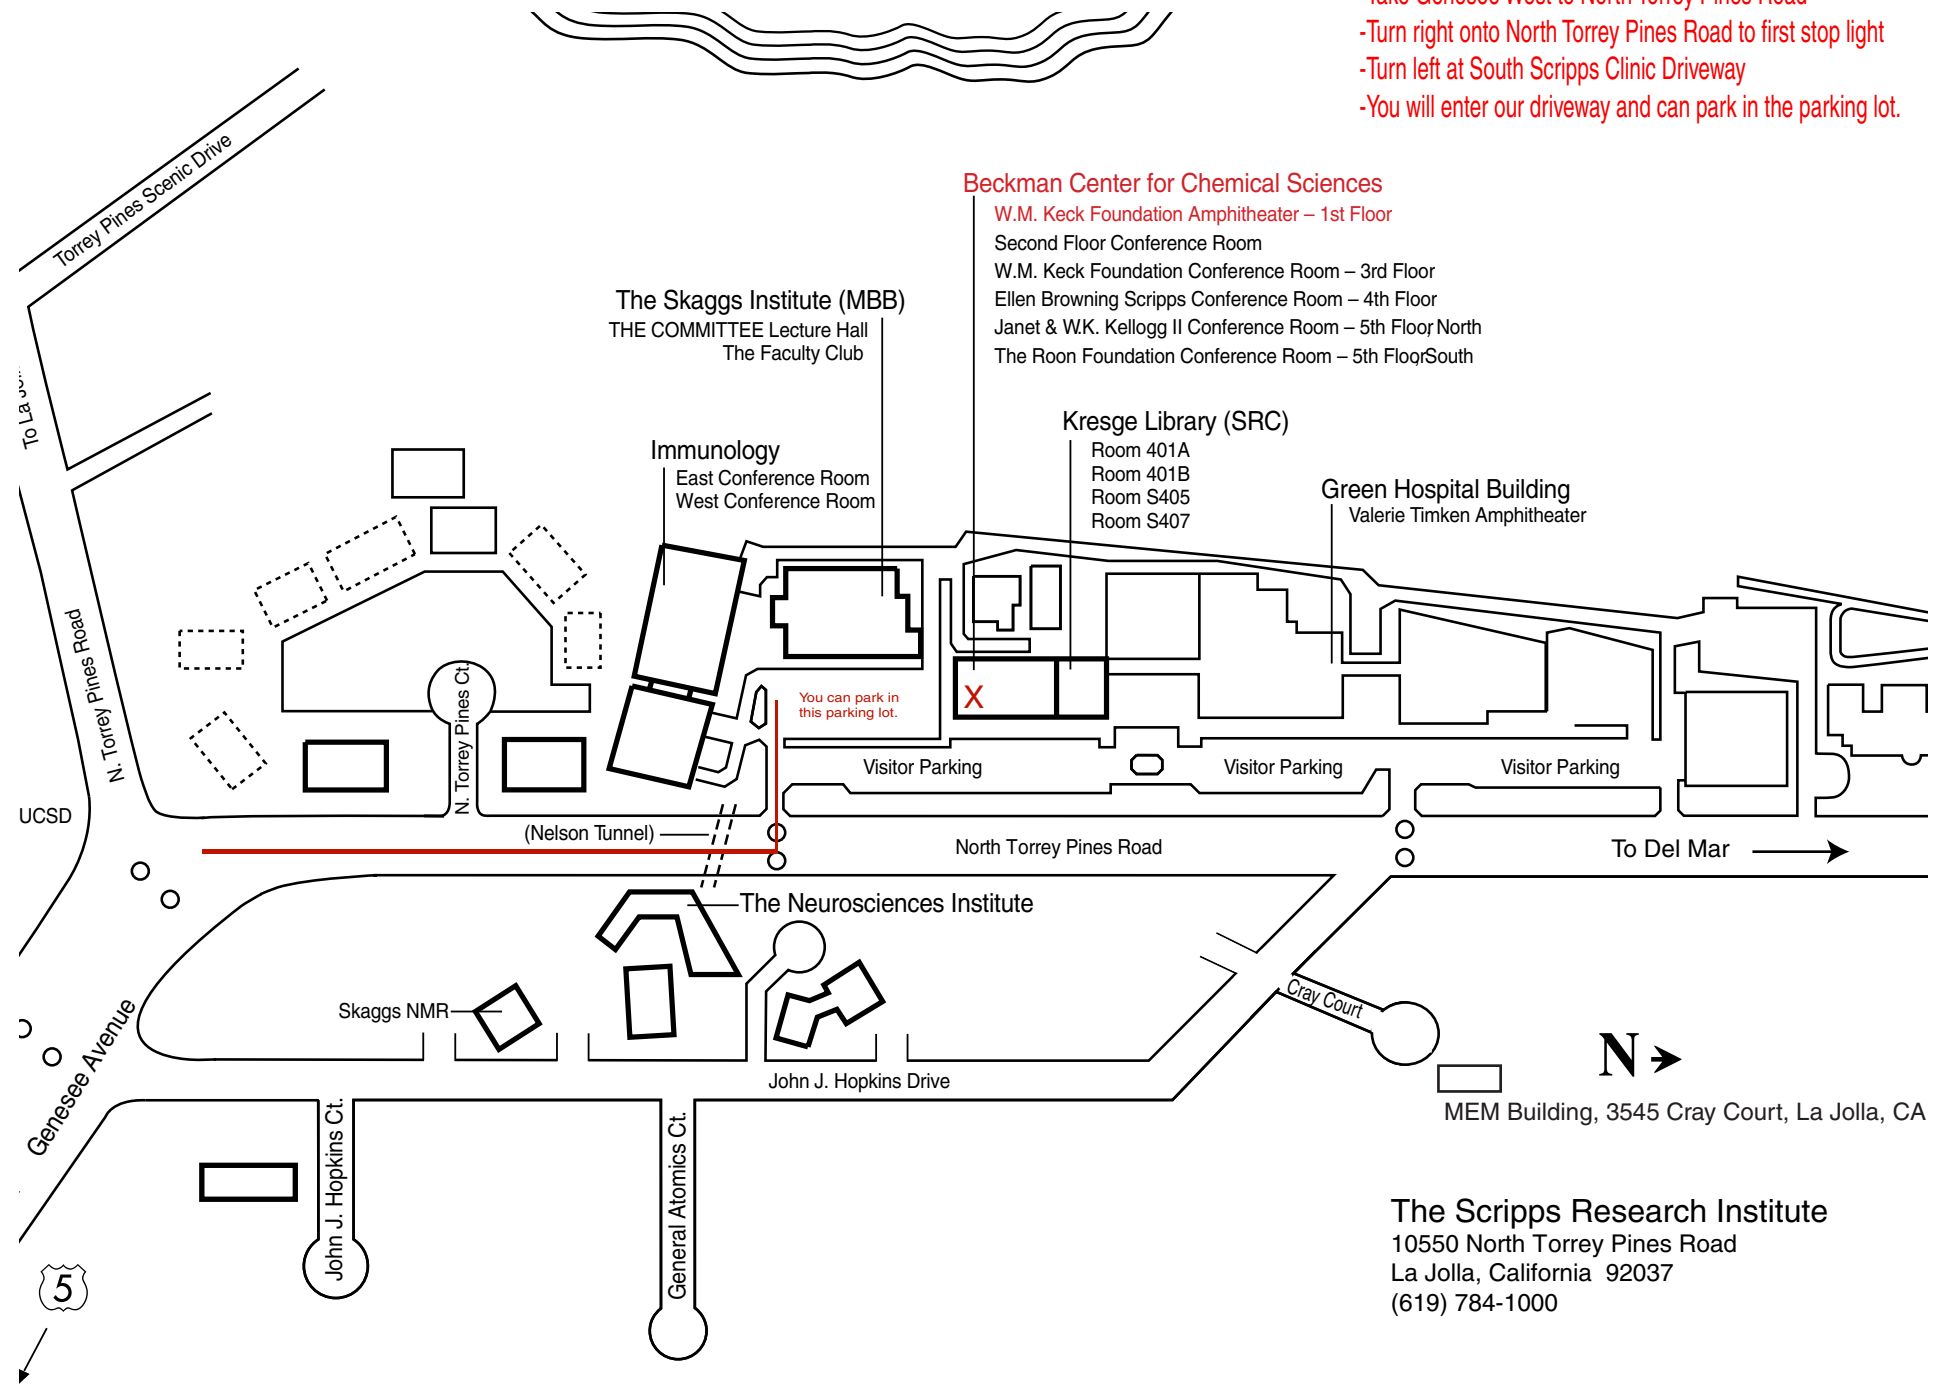 -Take Genesee West to North Torrey Pines Road
-Turn right onto North Torrey Pines Road to first stop light
-Turn left at South Scripps Clinic Driveway
-You will enter our driveway and can park in the parking lot.
Torrey Pines Scenic Drive
Beckman Center for Chemical Sciences
W.M. Keck Foundation Amphitheater – 1st Floor
Second Floor Conference Room
W.M. Keck Foundation Conference Room – 3rd Floor
Ellen Browning Scripps Conference Room – 4th Floor
Janet & W.K. Kellogg II Conference Room – 5th Floor, North
The Roon Foundation Conference Room – 5th Floor, South
The Skaggs Institute (MBB)
THE COMMITTEE Lecture Hall
The Faculty Club
To La
Kresge Library (SRC)
Room 401A
Room 401B
Room S405
Room S407
Immunology
East Conference Room
West Conference Room
Green Hospital Building
Valerie Timken Amphitheater
N. Torrey Pines Road
N. Torrey Pines Ct.
You can park in
this parking lot.
X
Visitor Parking
Visitor Parking
Visitor Parking
UCSD
(Nelson Tunnel)
North Torrey Pines Road
To Del Mar
The Neurosciences Institute
Skaggs NMR
Cray Court
Genesee Avenue
John J. Hopkins Drive
N
MEM Building, 3545 Cray Court, La Jolla, CA
John J. Hopkins Ct.
General Atomics Ct.
5
The Scripps Research Institute
10550 North Torrey Pines Road
La Jolla, California 92037
(619) 784-1000